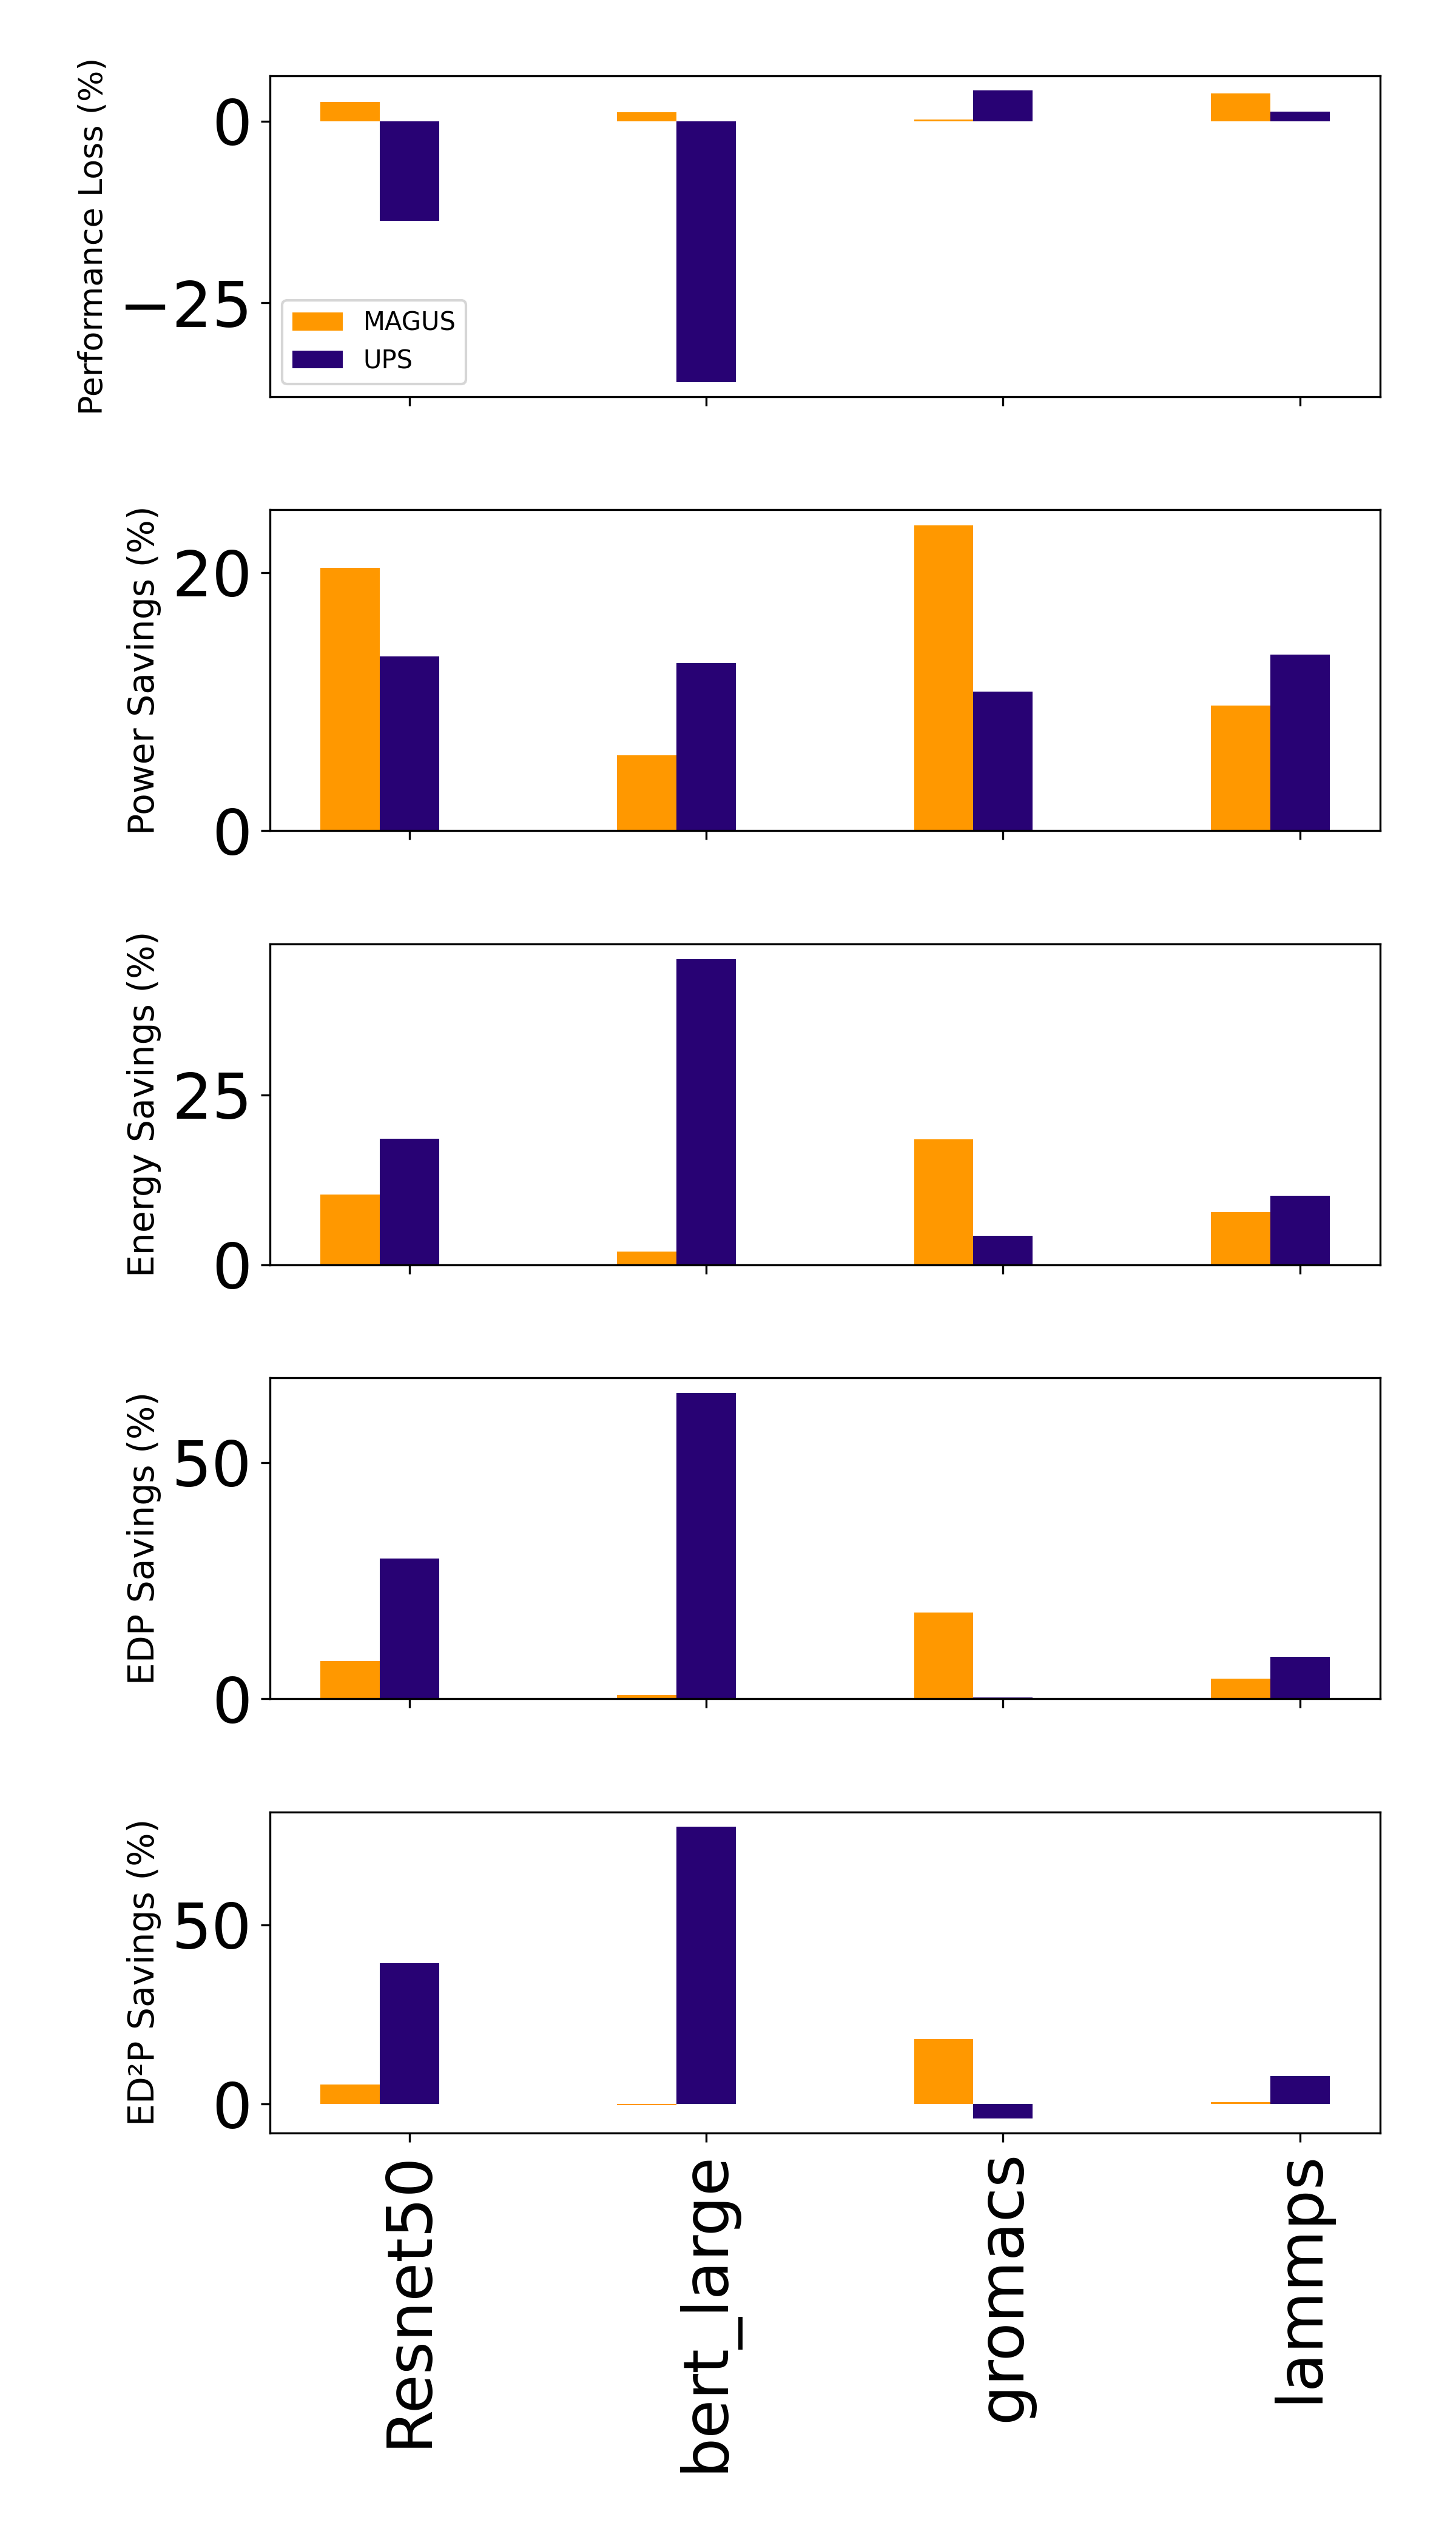 Performance Loss (%)
0
−25
MAGUS
UPS
Power Savings (%)
20
0
Energy Savings (%)
25
0
EDP Savings (%)
50
0
ED²P Savings (%)
50
0
Resnet50
bert_large
gromacs
lammps